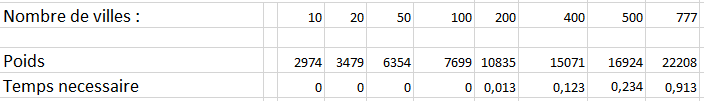 Nombre de villes : 10 20 50 100 200 400 500 777
Poids 2974 3479 6354 7699 10835 15071 16924 22208
Temps necessaire 0 0 0 0 0,013 0,123 0,234 0,913